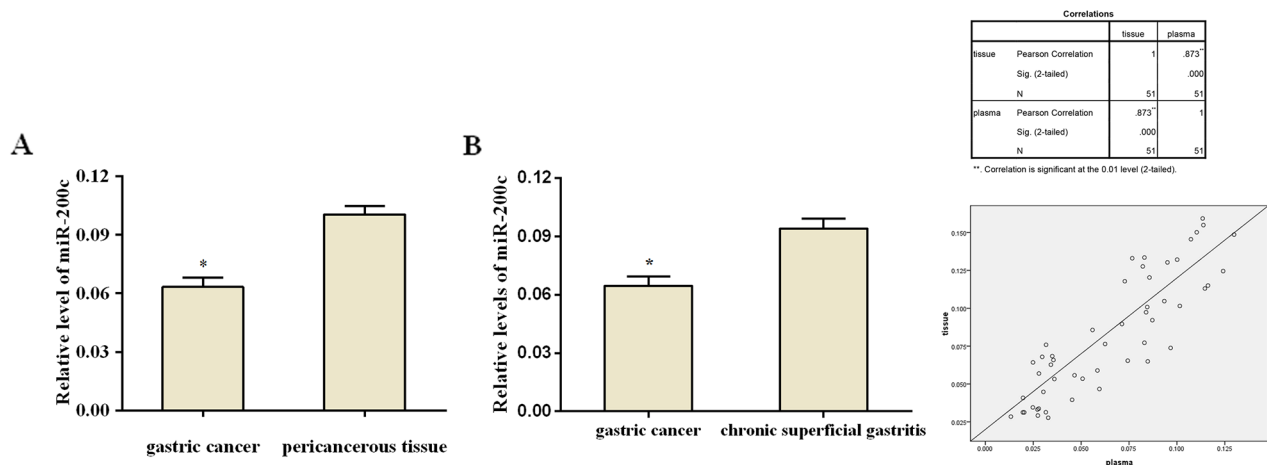 A
Relative level of miR-200c
0.12
0.09
0.06
0.03
0.00
*
gastric cancer pericancerous tissue
B
Relative levels of miR-200c
0.12
0.09
0.06
0.03
0.00
*
gastric cancer chronic superficial gastritis
Correlations
tissue plasma
tissue Pearson Correlation 1 .873**
Sig. (2-tailed) .000
N 51 51
plasma Pearson Correlation .873** 1
Sig. (2-tailed) .000
N 51 51
**. Correlation is significant at the 0.01 level (2-tailed).
tissue
0.150
0.125
0.100
0.075
0.050
0.025
0.000 0.025 0.050 0.075 0.100 0.125
plasma